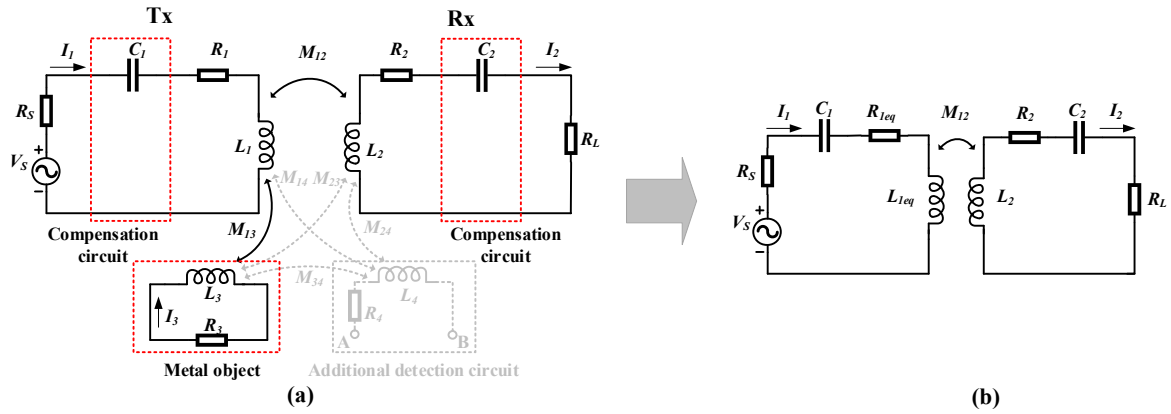 Tx
Rx
I1
C1
R1
M12
R2
C2
I2
RS
VS
+
−
L1
L2
RL
M14
M23
M13
M24
Compensation circuit
Compensation circuit
M34
L3
I3
R3
L4
R4
A
B
Metal object
Additional detection circuit
(a)
I1
C1
R1eq
M12
R2
C2
I2
RS
VS
+
−
L1eq
L2
RL
(b)